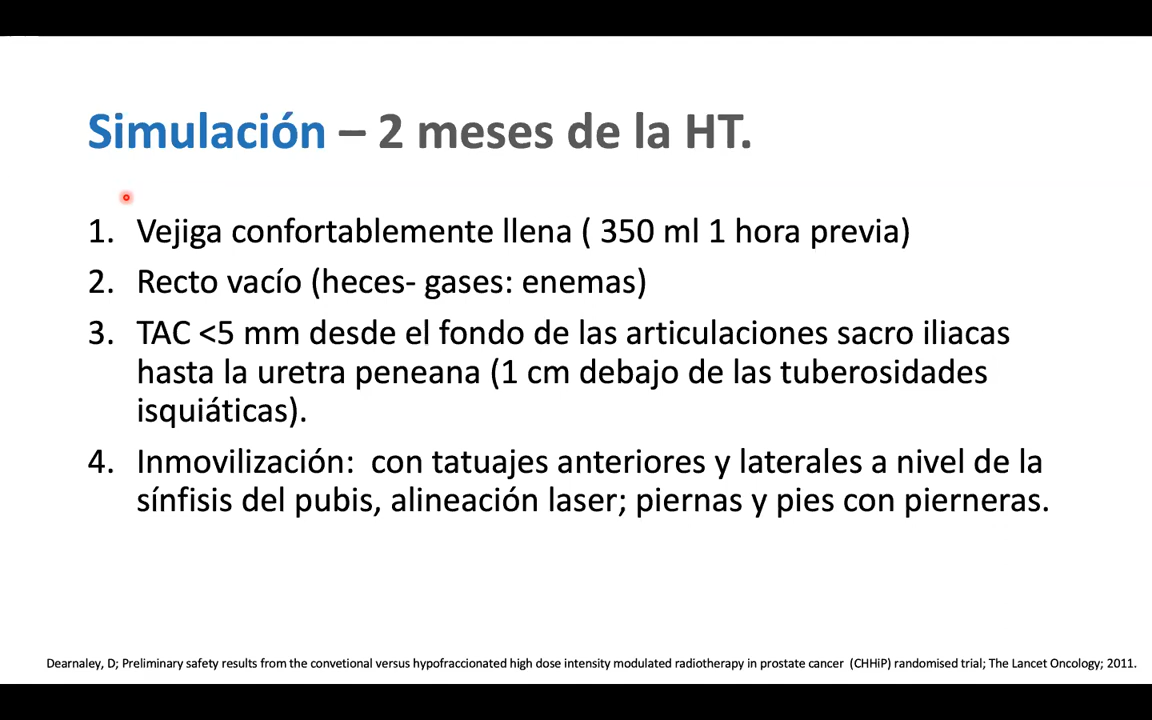 Simulación – 2 meses de la HT.
1. Vejiga confortablemente llena ( 350 ml 1 hora previa)
2. Recto vacío (heces- gases: enemas)
3. TAC <5 mm desde el fondo de las articulaciones sacro iliacas
hasta la uretra peneana (1 cm debajo de las tuberosidades
isquiáticas).
4. Inmovilización: con tatuajes anteriores y laterales a nivel de la
sínfisis del pubis, alineación laser; piernas y pies con pierneras.
Dearnaley, D; Preliminary safety results from the convetional versus hypofraccionated high dose intensity modulated radiotherapy in prostate cancer (CHHiP) randomised trial; The Lancet Oncology; 2011.